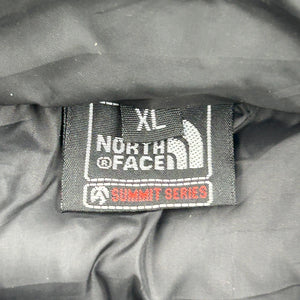 XL
NORTH
® FACE
SUMMIT SERIES